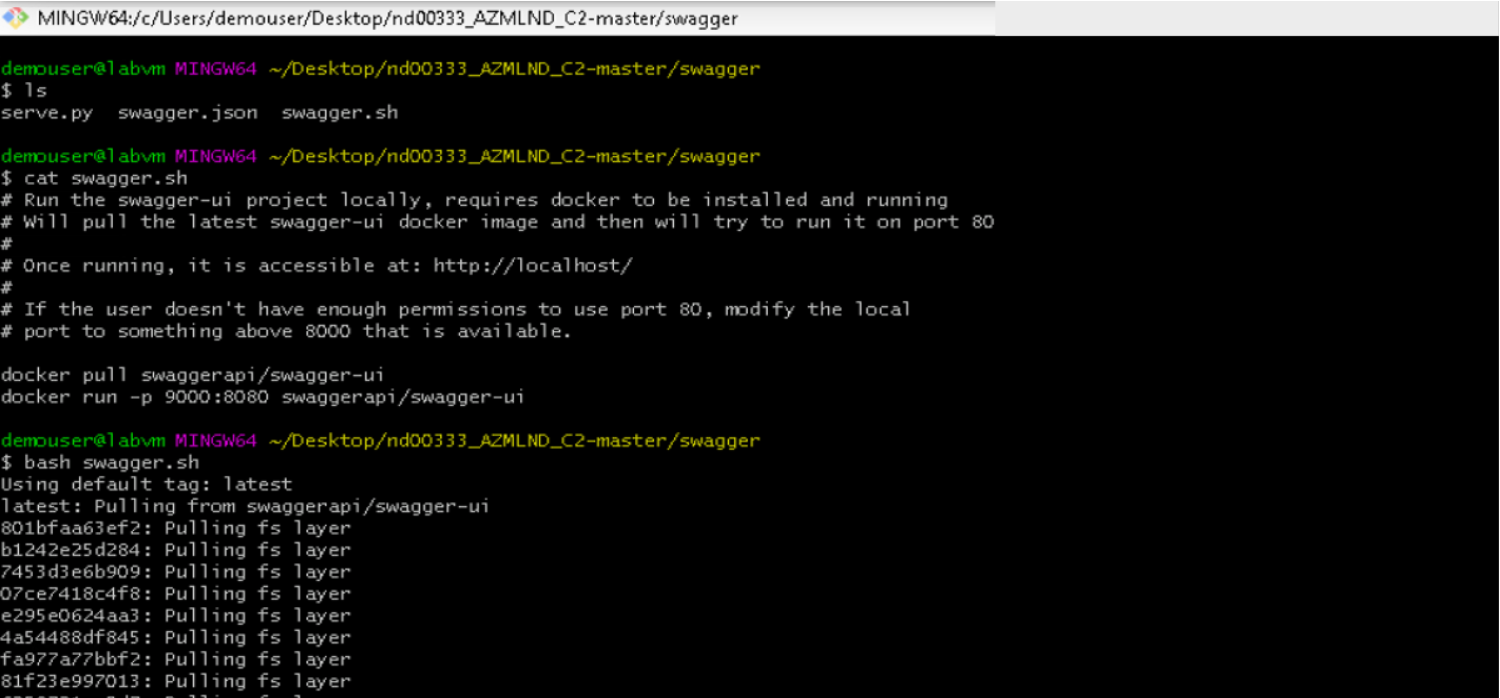 MINGW64:/c/Users/demouser/Desktop/nd00333_AZMLND_C2-master/swagger
demouser@labvm MINGW64 ~/Desktop/nd00333_AZMLND_C2-master/swagger
$ ls
serve.py  swagger.json  swagger.sh
demouser@labvm MINGW64 ~/Desktop/nd00333_AZMLND_C2-master/swagger
$ cat swagger.sh
# Run the swagger-ui project locally, requires docker to be installed and running
# Will pull the latest swagger-ui docker image and then will try to run it on port 80
#
# Once running, it is accessible at: http://localhost/
#
# If the user doesn't have enough permissions to use port 80, modify the local
# port to something above 8000 that is available.
docker pull swaggerapi/swagger-ui
docker run -p 9000:8080 swaggerapi/swagger-ui
demouser@labvm MINGW64 ~/Desktop/nd00333_AZMLND_C2-master/swagger
$ bash swagger.sh
Using default tag: latest
latest: Pulling from swaggerapi/swagger-ui
801bfaa63ef2: Pulling fs layer
b1242e25d284: Pulling fs layer
7453d3e6b909: Pulling fs layer
07ce7418c4f8: Pulling fs layer
e295e0624aa3: Pulling fs layer
4a54488df845: Pulling fs layer
fa977a77bbf2: Pulling fs layer
81f23e997013: Pulling fs layer